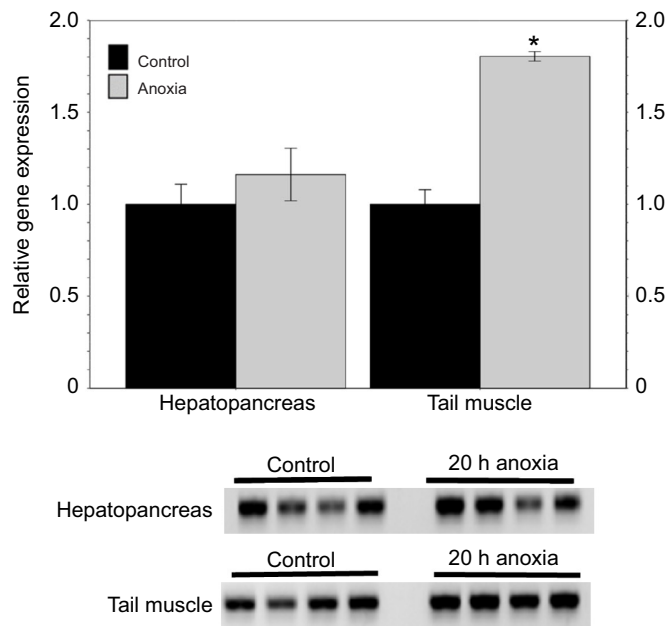 2.0 2.0
*
Control
Anoxia
1.5 1.5
Relative gene expression
1.0 1.0
0.5 0.5
0 0
Hepatopancreas Tail muscle
Control 20 h anoxia
Hepatopancreas
Control 20 h anoxia
Tail muscle